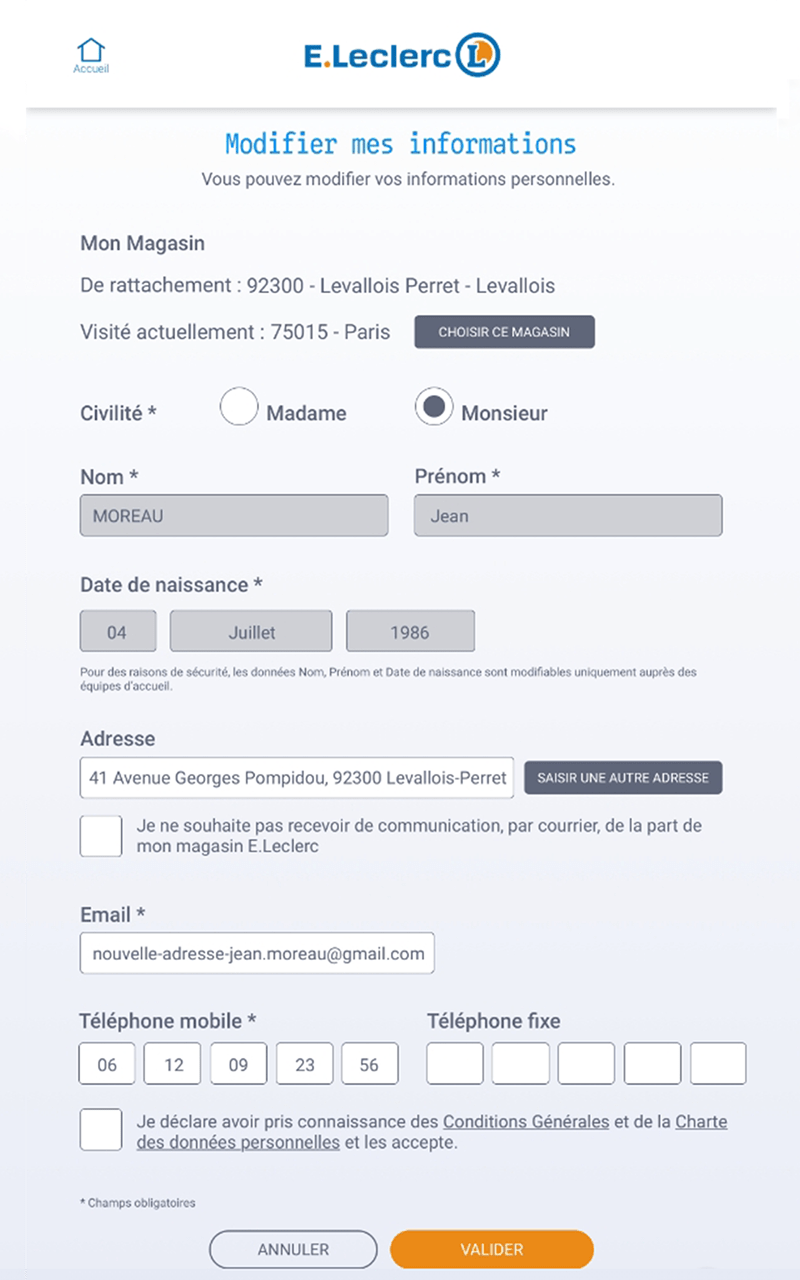 Accueil
E.Leclerc L
Modifier mes informations
Vous pouvez modifier vos informations personnelles.
Mon Magasin
De rattachement : 92300 - Levallois Perret - Levallois
Visité actuellement : 75015 - Paris CHOISIR CE MAGASIN
Civilité * Madame Monsieur
Nom * Prénom *
MOREAU Jean
Date de naissance *
04 Juillet 1986
Pour des raisons de sécurité, les données Nom, Prénom et Date de naissance sont modifiables uniquement auprès des
équipes d'accueil.
Adresse
41 Avenue Georges Pompidou, 92300 Levallois-Perret SAISIR UNE AUTRE ADRESSE
Je ne souhaite pas recevoir de communication, par courrier, de la part de
mon magasin E.Leclerc
Email *
nouvelle-adresse-jean.moreau@gmail.com
Téléphone mobile * Téléphone fixe
06 12 09 23 56
Je déclare avoir pris connaissance des Conditions Générales et de la Charte
des données personnelles et les accepte.
* Champs obligatoires
ANNULER VALIDER